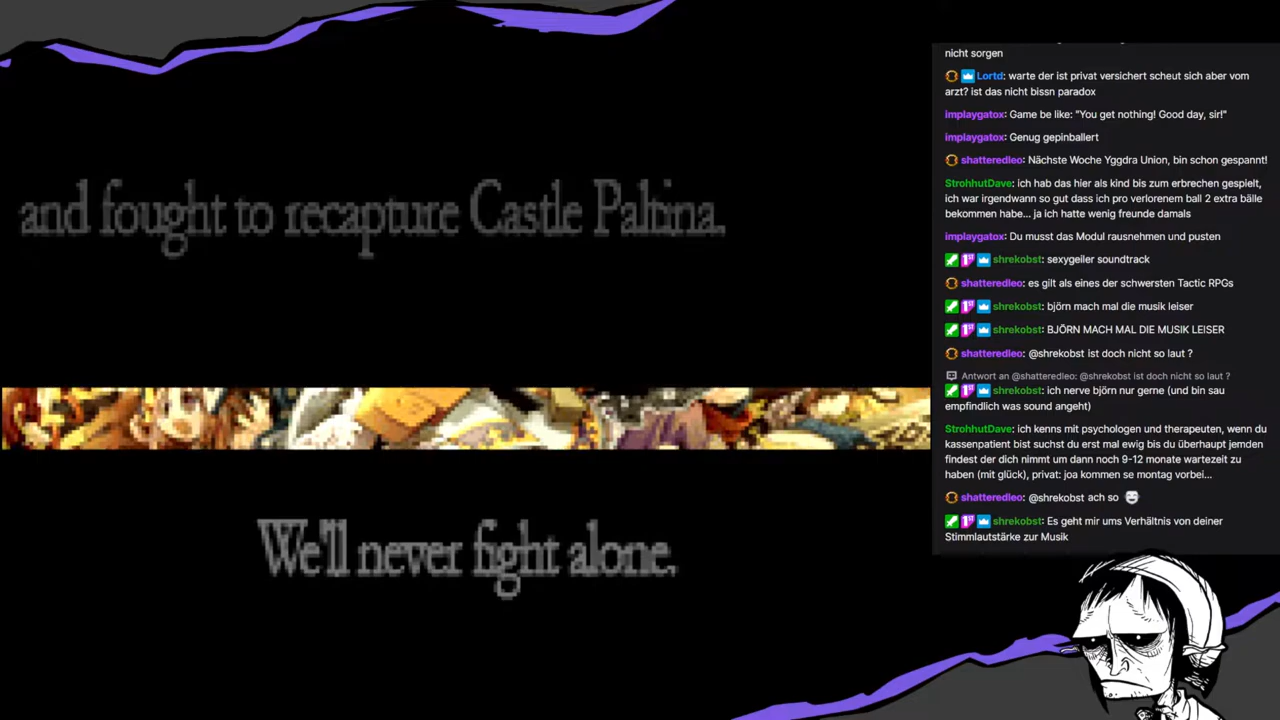 and fought to recapture Castle Paltina.
We'll never fight alone.
nicht sorgen
Lortd: warte der ist privat versichert scheut sich aber vom
arzt? ist das nicht bissn paradox
implaygatox: Game be like: "You get nothing! Good day, sir!"
implaygatox: Genug gepinballert
shatteredleo: Nächste Woche Yggdra Union, bin schon gespannt!
StrohhutDave: ich hab das hier als kind bis zum erbrechen gespielt,
ich war irgendwann so gut dass ich pro verlorenem ball 2 extra bälle
bekommen habe... ja ich hatte wenig freunde damals
implaygatox: Du musst das Modul rausnehmen und pusten
shrekobst: sexygeiler soundtrack
shatteredleo: es gilt als eines der schwersten Tactic RPGs
shrekobst: björn mach mal die musik leiser
shrekobst: BJÖRN MACH MAL DIE MUSIK LEISER
shatteredleo: @shrekobst ist doch nicht so laut ?
Antwort an @shatteredleo: @shrekobst ist doch nicht so laut ?
shrekobst: ich nerve björn nur gerne (und bin sau
empfindlich was sound angeht)
StrohhutDave: ich kenns mit psychologen und therapeuten, wenn du
kassenpatient bist suchst du erst mal ewig bis du überhaupt jemden
findest der dich nimmt um dann noch 9-12 monate wartezeit zu
haben (mit glück), privat: joa kommen se montag vorbei...
shatteredleo: @shrekobst ach so
shrekobst: Es geht mir ums Verhältnis von deiner
Stimmlautstärke zur Musik